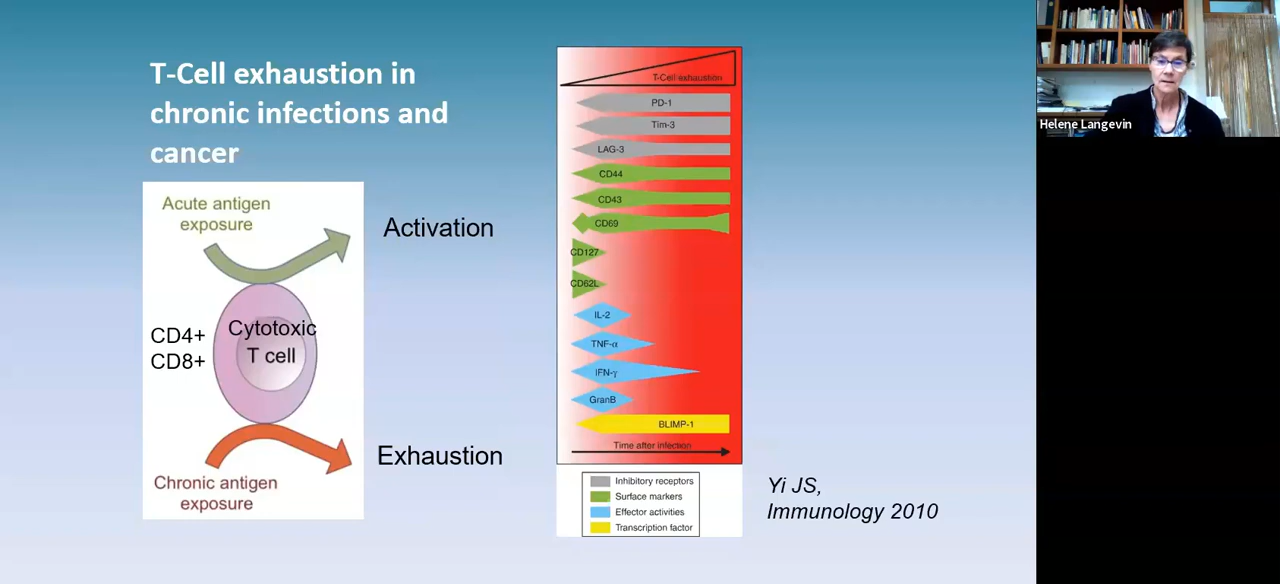 T-Cell exhaustion in
chronic infections and
cancer
Acute antigen
exposure
Activation
CD4+
CD8+
Cytotoxic
T cell
Exhaustion
Chronic antigen
exposure
T-Cell exhaustion
PD-1
Tim-3
LAG-3
CD44
CD43
CD69
CD127
CD62L
IL-2
TNF-α
IFN-γ
GranB
BLIMP-1
Time after infection
Inhibitory receptors
Surface markers
Effector activities
Transcription factor
Yi JS,
Immunology 2010
Helene Langevin